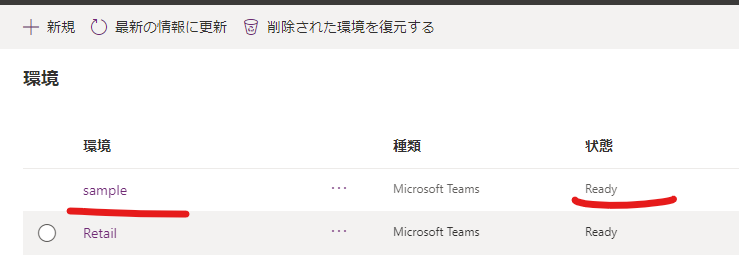 新規 最新の情報に更新 削除された環境を復元する
環境
環境 種類 状態
sample ... Microsoft Teams Ready
Retail ... Microsoft Teams Ready